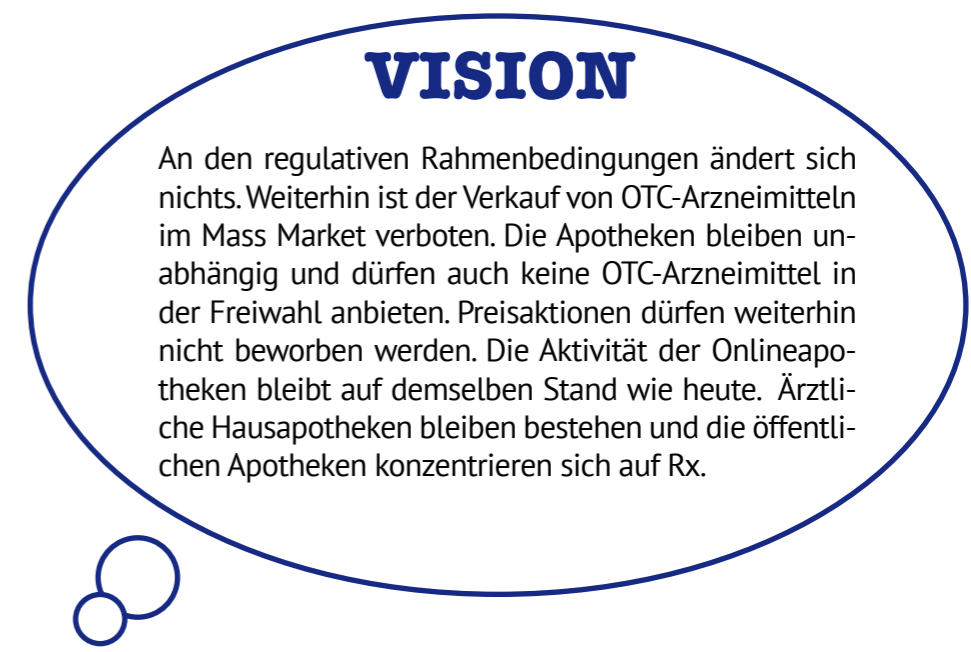 VISION
An den regulativen Rahmenbedingungen ändert sich
nichts. Weiterhin ist der Verkauf von OTC-Arzneimitteln
im Mass Market verboten. Die Apotheken bleiben un-
abhängig und dürfen auch keine OTC-Arzneimittel in
der Freiwahl anbieten. Preisaktionen dürfen weiterhin
nicht beworben werden. Die Aktivität der Onlineapo-
theken bleibt auf demselben Stand wie heute. Ärztli-
che Hausapotheken bleiben bestehen und die öffentli-
chen Apotheken konzentrieren sich auf Rx.